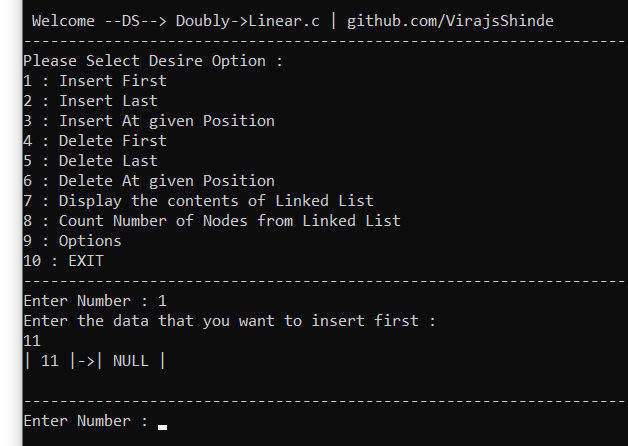 Welcome --DS--> Doubly->Linear.c | github.com/VirajsShinde
-------------------------------------------------------------------
Please Select Desire Option :
1 : Insert First
2 : Insert Last
3 : Insert At given Position
4 : Delete First
5 : Delete Last
6 : Delete At given Position
7 : Display the contents of Linked List
8 : Count Number of Nodes from Linked List
9 : Options
10 : EXIT
-------------------------------------------------------------------
Enter Number : 1
Enter the data that you want to insert first :
11
| 11 |->| NULL |
-------------------------------------------------------------------
Enter Number : _